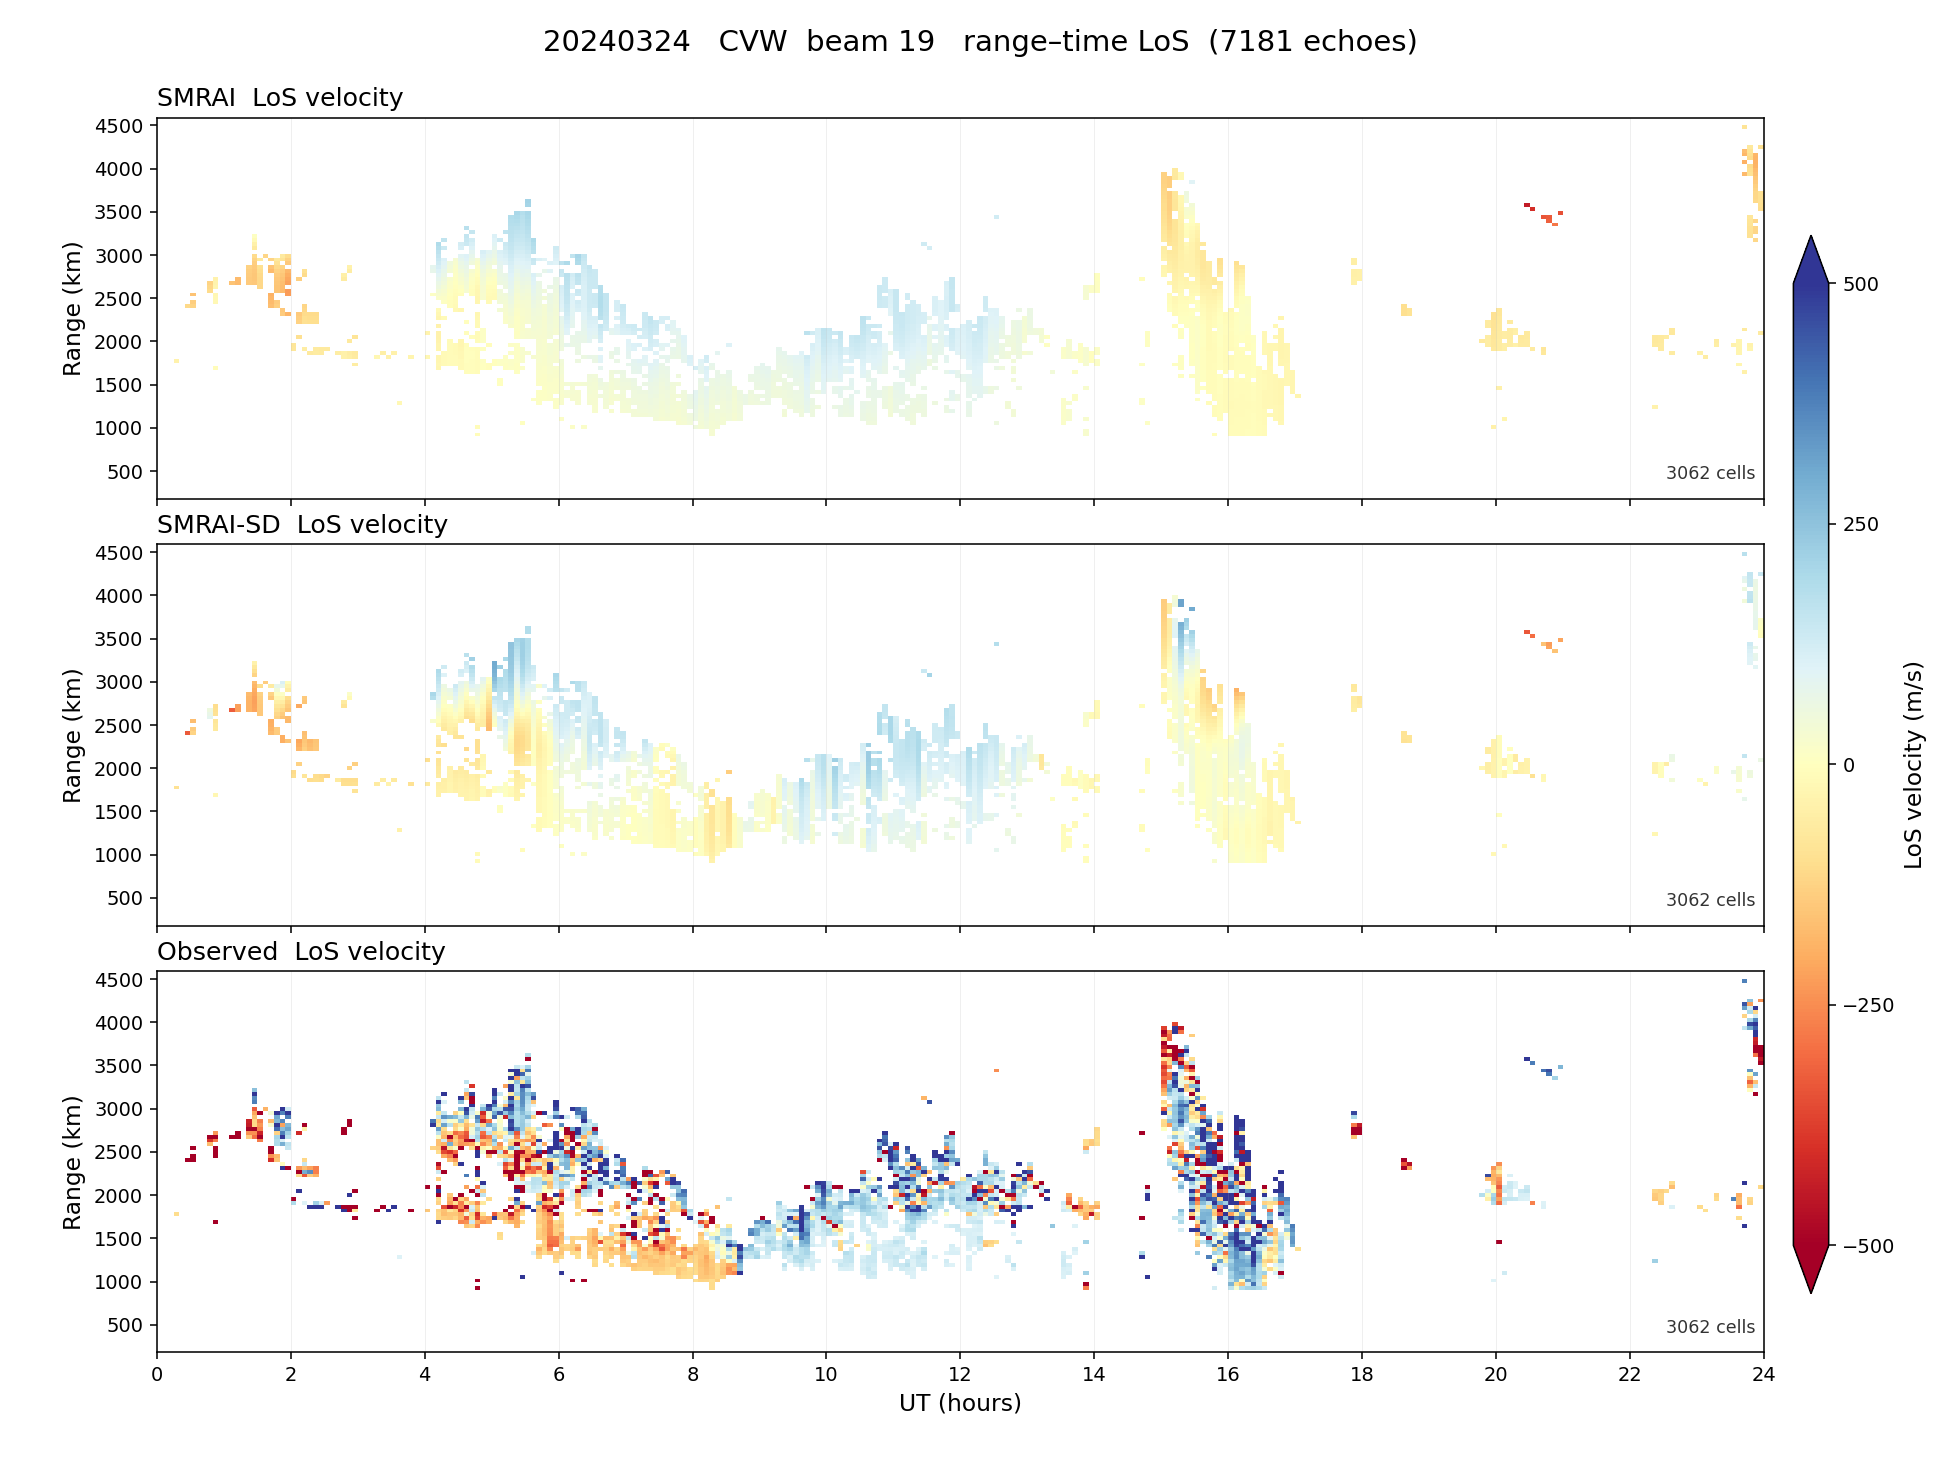 20240324 CVW beam 19 range–time LoS (7181 echoes)
SMRAI LoS velocity
4500
4000
3500
3000
2500
2000
1500
1000
500
Range (km)
3062 cells
SMRAI-SD LoS velocity
4500
4000
3500
3000
2500
2000
1500
1000
500
Range (km)
3062 cells
Observed LoS velocity
4500
4000
3500
3000
2500
2000
1500
1000
500
Range (km)
3062 cells
0 2 4 6 8 10 12 14 16 18 20 22 24
UT (hours)
500
250
0
−250
−500
LoS velocity (m/s)